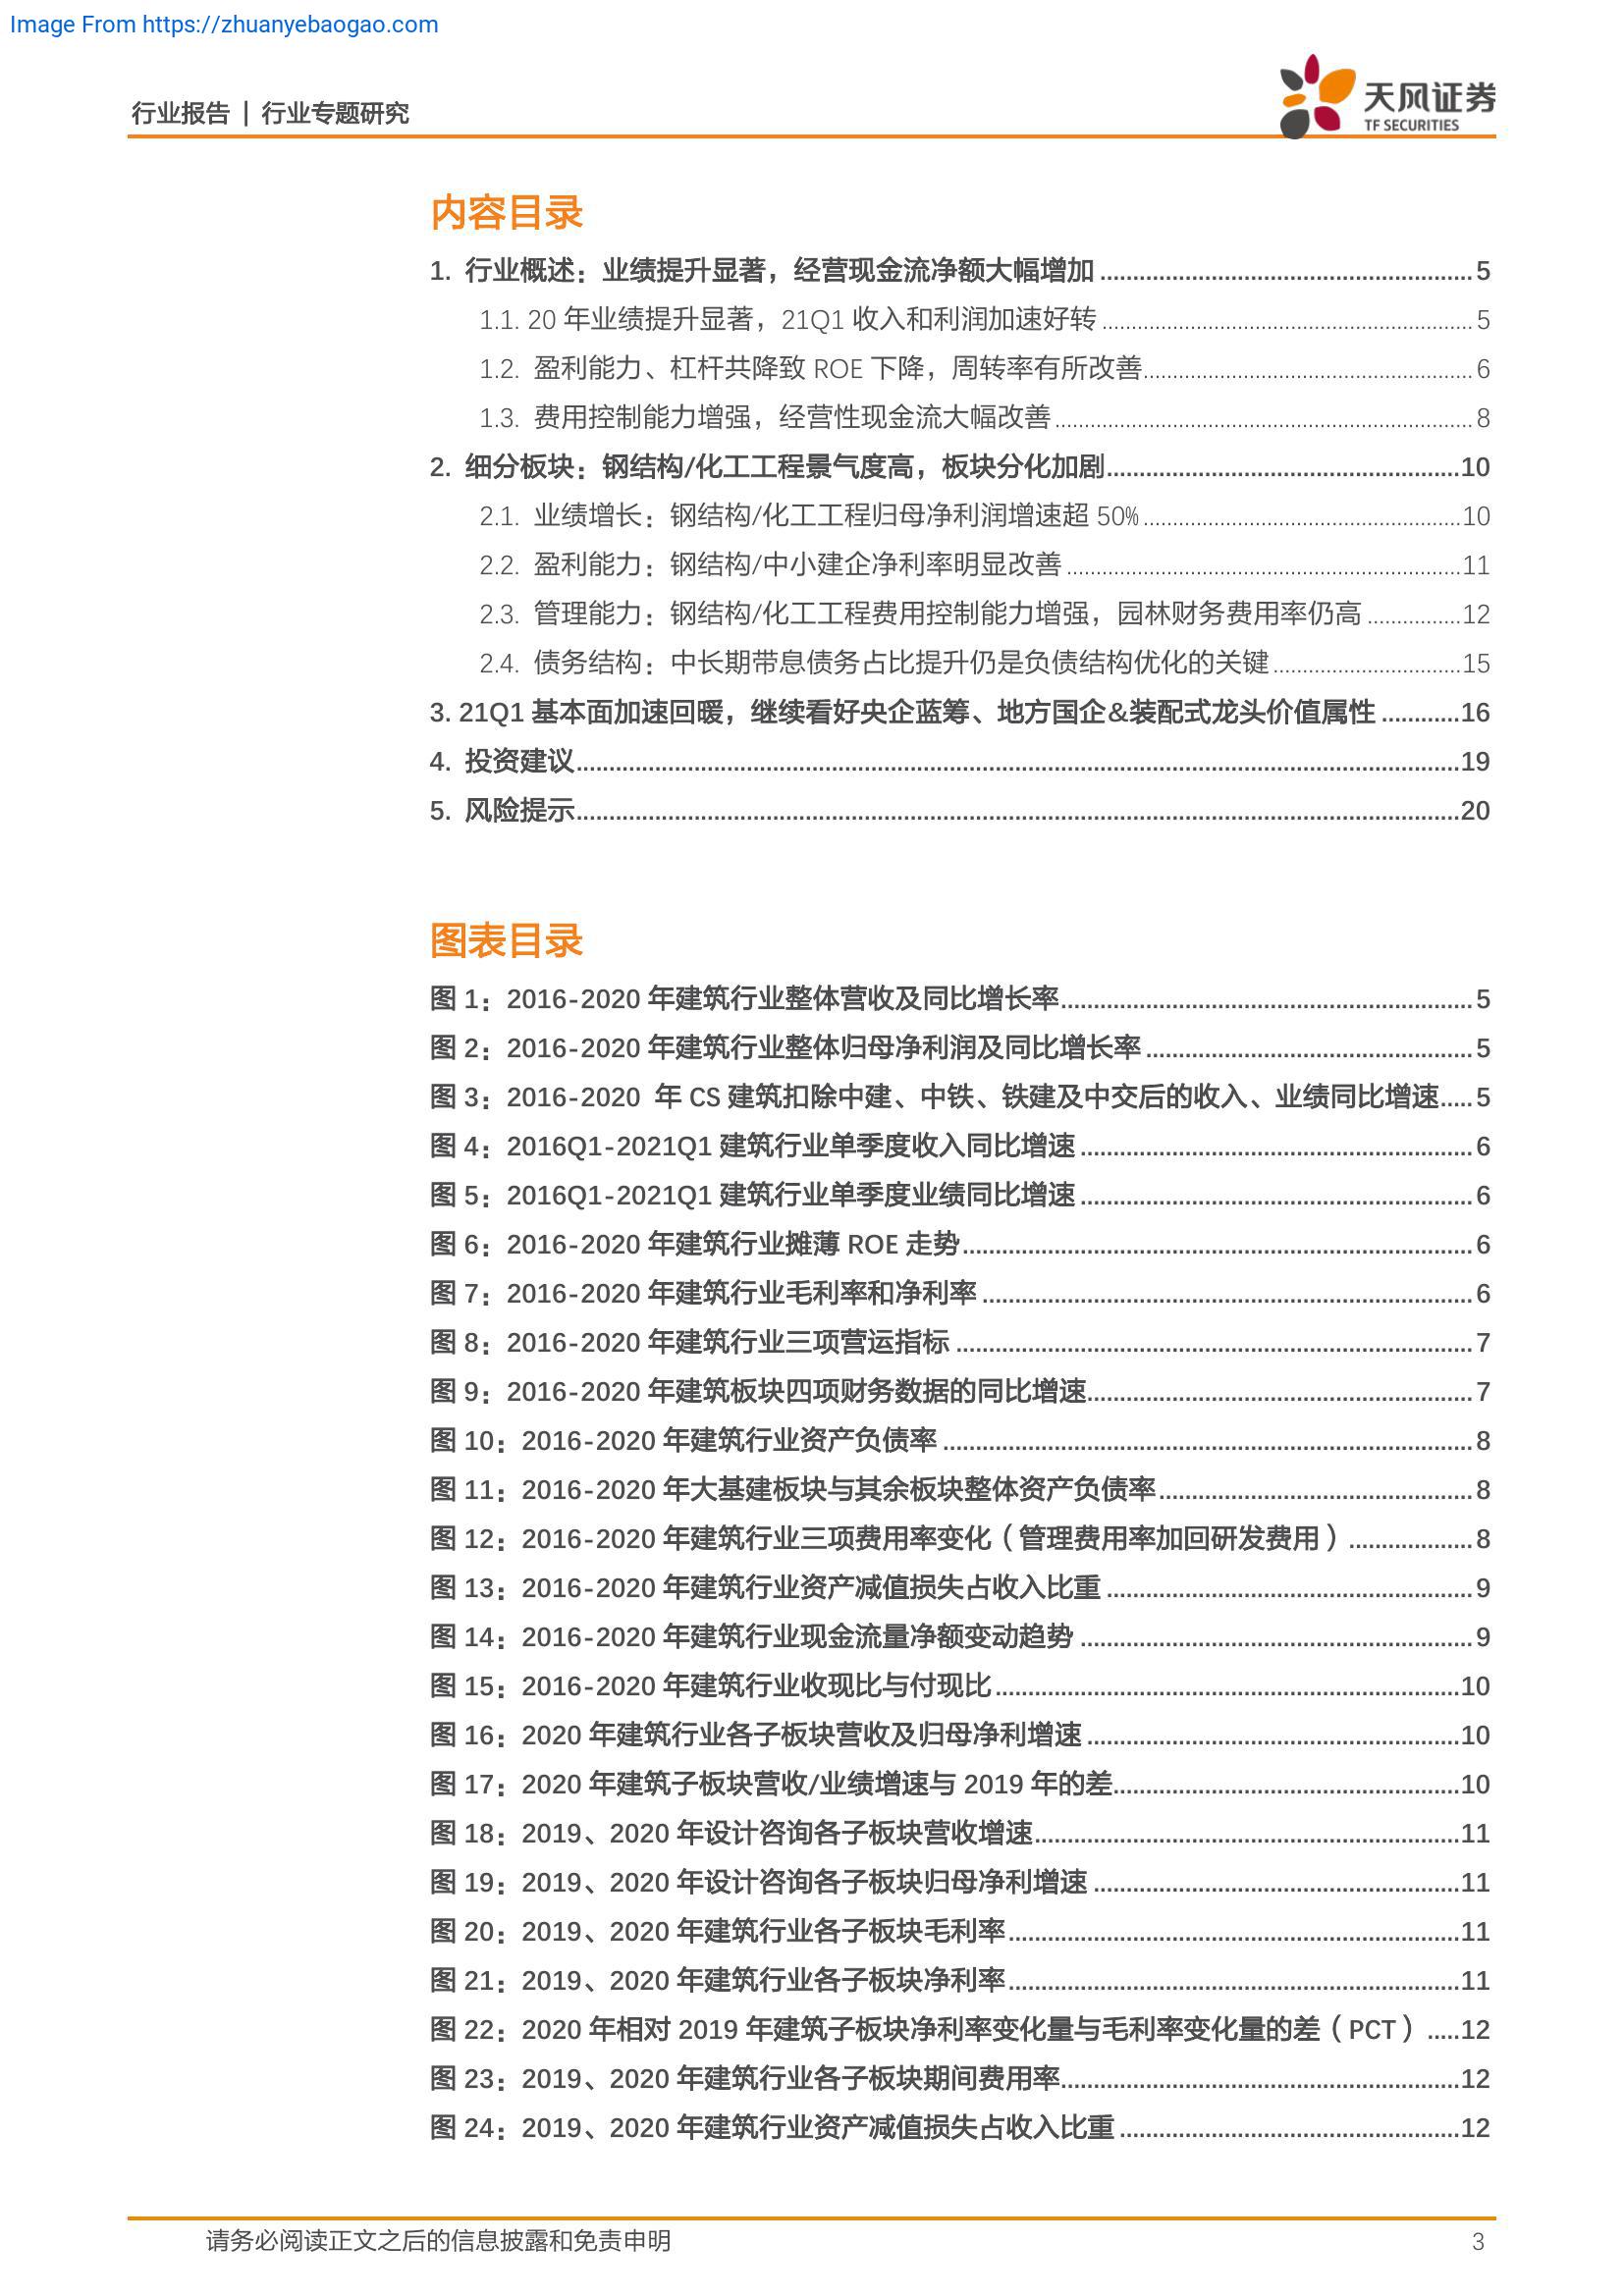 Image From https://zhuanyebaogao.com
行业报告 | 行业专题研究
天风证券
TF SECURITIES
内容目录
1. 行业概述：业绩提升显著，经营现金流净额大幅增加 5
1.1. 20 年业绩提升显著，21Q1 收入和利润加速好转 5
1.2. 盈利能力、杠杆共降致 ROE 下降，周转率有所改善 6
1.3. 费用控制能力增强，经营性现金流大幅改善 8
2. 细分板块：钢结构/化工工程景气度高，板块分化加剧 10
2.1. 业绩增长：钢结构/化工工程归母净利润增速超 50% 10
2.2. 盈利能力：钢结构/中小建企净利率明显改善 11
2.3. 管理能力：钢结构/化工工程费用控制能力增强，园林财务费用率仍高 12
2.4. 债务结构：中长期带息债务占比提升仍是负债结构优化的关键 15
3. 21Q1 基本面加速回暖，继续看好央企蓝筹、地方国企&装配式龙头价值属性 16
4. 投资建议 19
5. 风险提示 20
图表目录
图 1：2016-2020 年建筑行业整体营收及同比增长率 5
图 2：2016-2020 年建筑行业整体归母净利润及同比增长率 5
图 3：2016-2020 年 CS 建筑扣除中建、中铁、铁建及中交后的收入、业绩同比增速 5
图 4：2016Q1-2021Q1 建筑行业单季度收入同比增速 6
图 5：2016Q1-2021Q1 建筑行业单季度业绩同比增速 6
图 6：2016-2020 年建筑行业摊薄 ROE 走势 6
图 7：2016-2020 年建筑行业毛利率和净利率 6
图 8：2016-2020 年建筑行业三项营运指标 7
图 9：2016-2020 年建筑板块四项财务数据的同比增速 7
图 10：2016-2020 年建筑行业资产负债率 8
图 11：2016-2020 年大基建板块与其余板块整体资产负债率 8
图 12：2016-2020 年建筑行业三项费用率变化（管理费用率加回研发费用） 8
图 13：2016-2020 年建筑行业资产减值损失占收入比重 9
图 14：2016-2020 年建筑行业现金流量净额变动趋势 9
图 15：2016-2020 年建筑行业收现比与付现比 10
图 16：2020 年建筑行业各子板块营收及归母净利增速 10
图 17：2020 年建筑子板块营收/业绩增速与 2019 年的差 10
图 18：2019、2020 年设计咨询各子板块营收增速 11
图 19：2019、2020 年设计咨询各子板块归母净利增速 11
图 20：2019、2020 年建筑行业各子板块毛利率 11
图 21：2019、2020 年建筑行业各子板块净利率 11
图 22：2020 年相对 2019 年建筑子板块净利率变化量与毛利率变化量的差（PCT） 12
图 23：2019、2020 年建筑行业各子板块期间费用率 12
图 24：2019、2020 年建筑行业资产减值损失占收入比重 12
请务必阅读正文之后的信息披露和免责申明 3